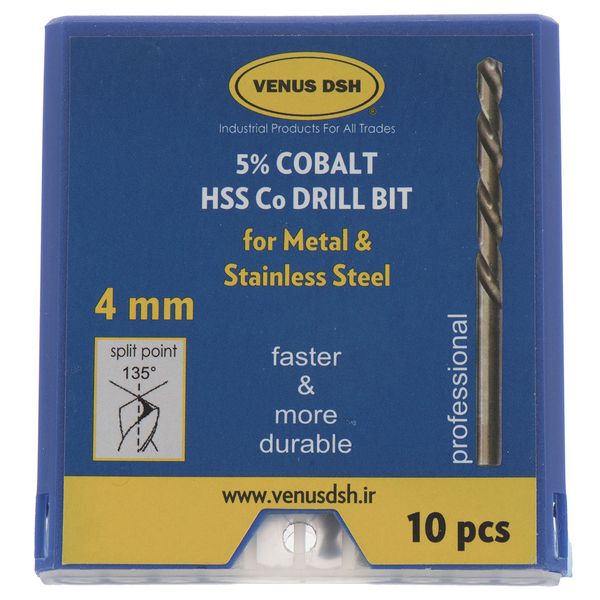 VENUS DSH
®
Industrial Products For All Trades
5% COBALT
HSS Co DRILL BIT
for Metal &
Stainless Steel
4 mm
split point
135°
faster
&
more
durable
professional
www.venusdsh.ir
10 pcs